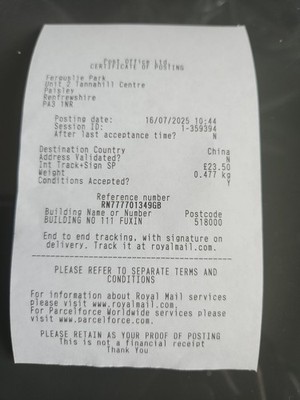 Post Office Ltd
CERTIFICATE OF POSTING
Ferguslie Park
Unit 2 Tannahill Centre
Paisley
Renfrewshire
PA3 1NR
Posting date: 16/07/2025 10:44
Session ID: 1-359394
After last acceptance time? N
Destination Country China
Address Validated? N
Int Track+Sign SP £23.50
Weight 0.477 kg
Conditions Accepted? Y
Reference number
RN777701349GB
Building Name or Number Postcode
BUILDING NO 111 FUXIN 518000
End to end tracking, with signature on
delivery. Track it at royalmail.com.
PLEASE REFER TO SEPARATE TERMS AND
CONDITIONS
For information about Royal Mail services
please visit www.royalmail.com.
For Parcelforce Worldwide services please
visit www.parcelforce.com.
PLEASE RETAIN AS YOUR PROOF OF POSTING
This is not a financial receipt
Thank You